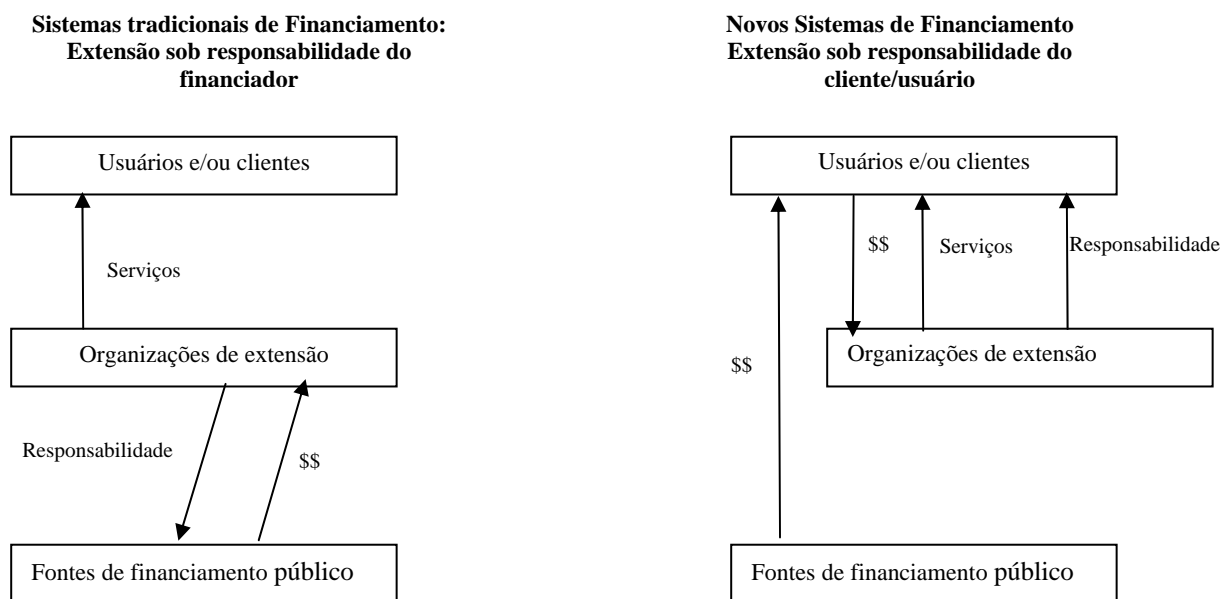 Sistemas tradicionais de Financiamento:
Extensão sob responsabilidade do
financiador
Usuários e/ou clientes
Serviços
Organizações de extensão
Responsabilidade
$$
Fontes de financiamento público
Novos Sistemas de Financiamento
Extensão sob responsabilidade do
cliente/usuário
Usuários e/ou clientes
$$
Serviços
Responsabilidade
Organizações de extensão
$$
Fontes de financiamento público